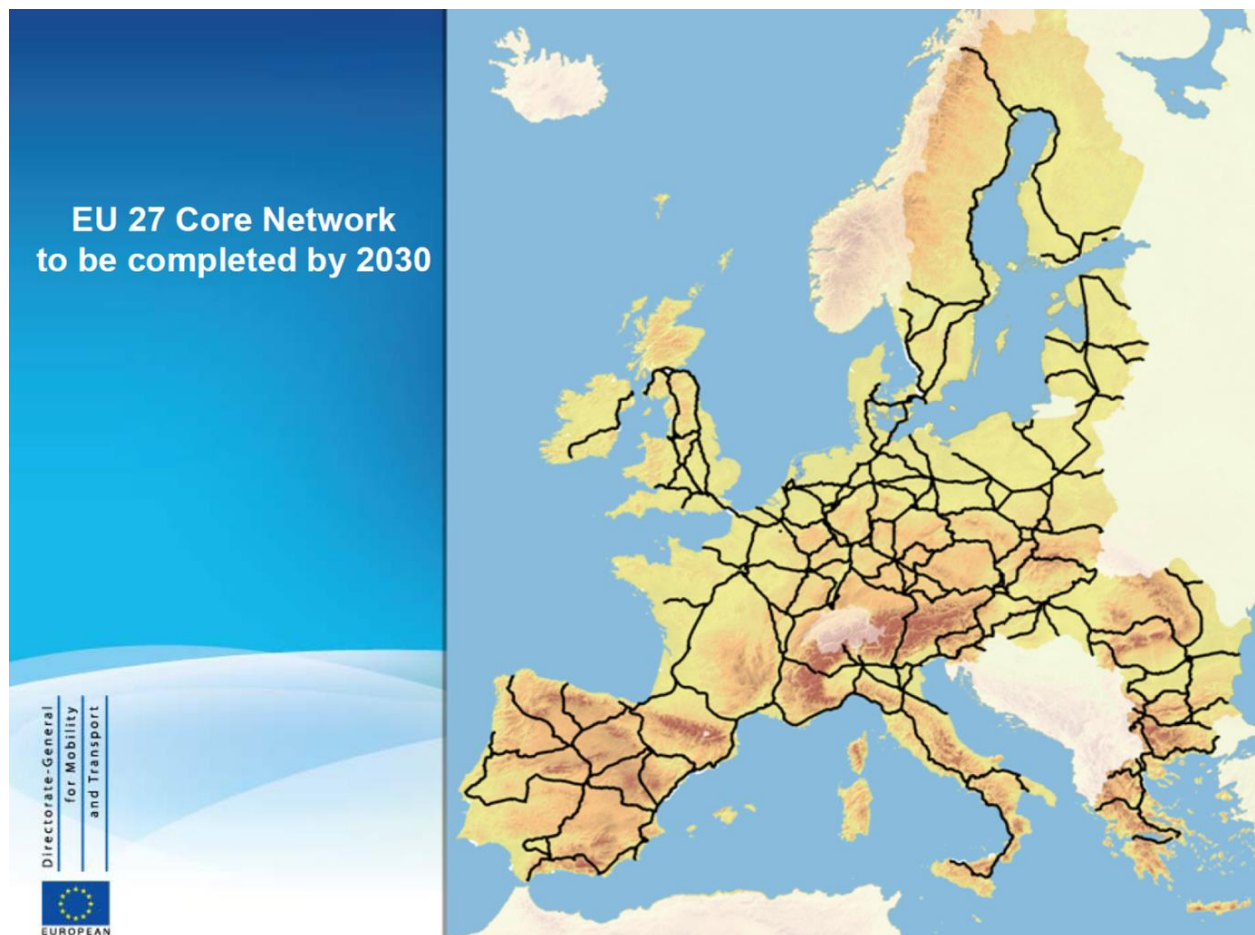 EU 27 Core Network
to be completed by 2030
Directorate-General
for Mobility
and Transport
EUROPEAN